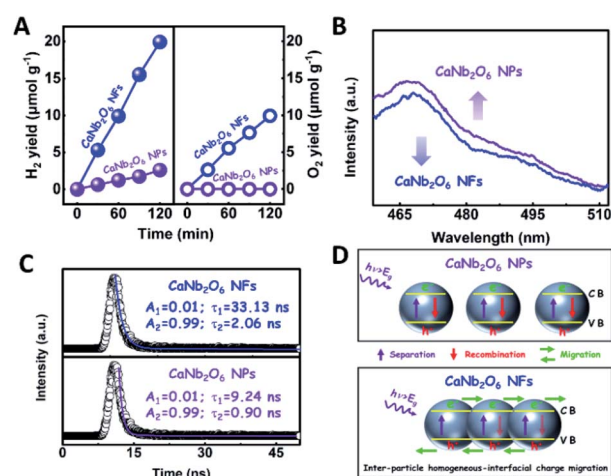 A
H₂ yield (μmol g⁻¹)
20
15
10
5
0
CaNb₂O₆ NFs
CaNb₂O₆ NPs
0 60 120
CaNb₂O₆ NFs
CaNb₂O₆ NPs
0 60 120
20
15
10
5
0
O₂ yield (μmol g⁻¹)
Time (min)
B
Intensity (a.u.)
CaNb₂O₆ NPs
CaNb₂O₆ NFs
465 480 495 510
Wavelength (nm)
C
Intensity (a.u.)
CaNb₂O₆ NFs
A₁=0.01; τ₁=33.13 ns
A₂=0.99; τ₂=2.06 ns
CaNb₂O₆ NPs
A₁=0.01; τ₁=9.24 ns
A₂=0.99; τ₂=0.90 ns
0 15 30 45
Time (ns)
D
CaNb₂O₆ NPs
hν>Eg
e⁻ e⁻ e⁻
CB
VB
h⁺ h⁺ h⁺
Separation Recombination Migration
CaNb₂O₆ NFs
hν>Eg
e⁻ e⁻ e⁻
CB
VB
h⁺ h⁺ h⁺
Inter-particle homogeneous-interfacial charge migration